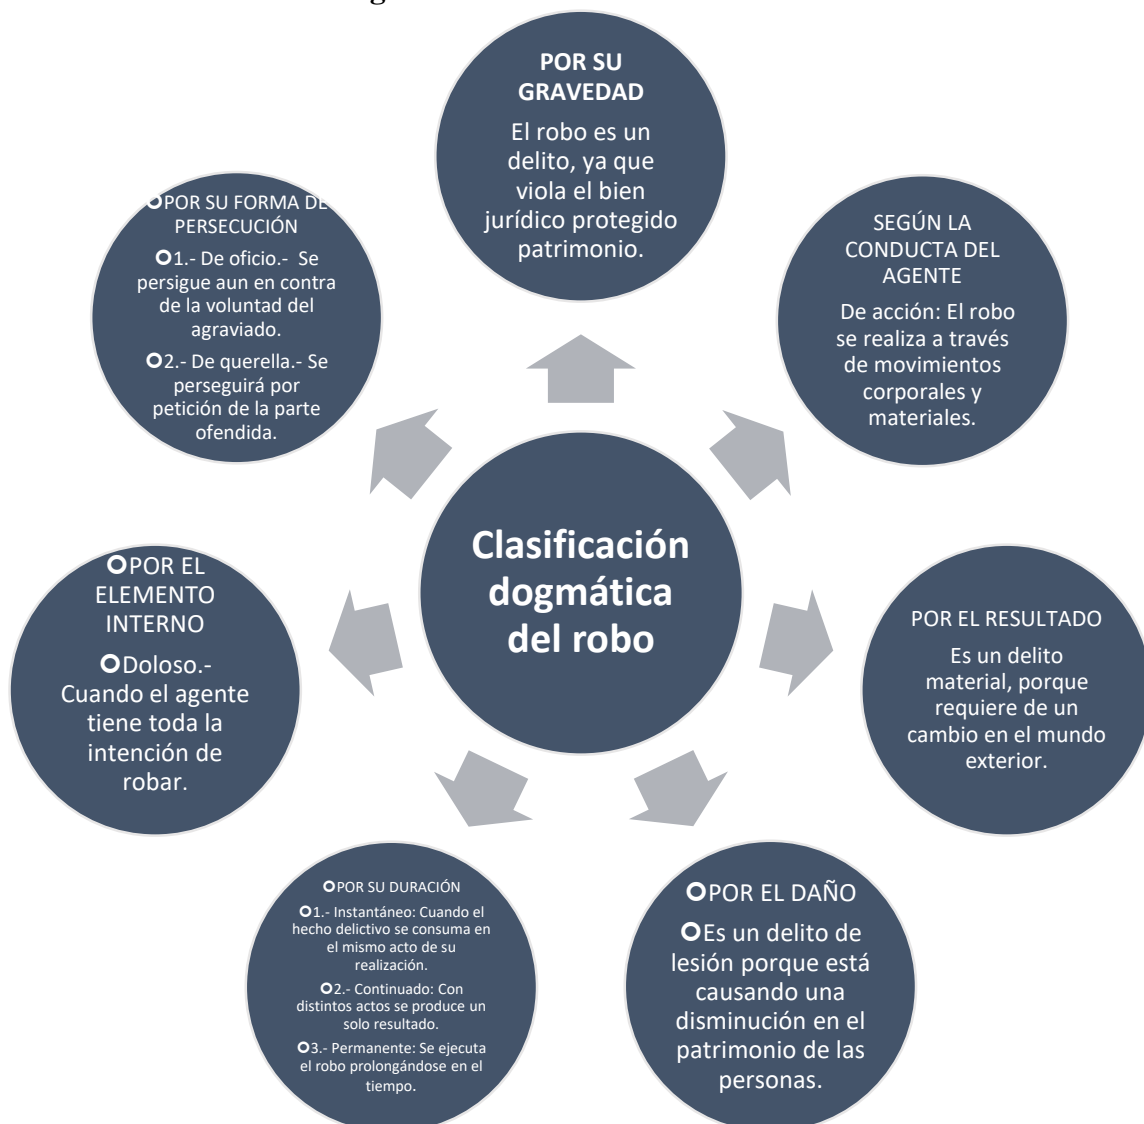 POR SU
GRAVEDAD
El robo es un
delito, ya que
viola el bien
jurídico protegido
patrimonio.
SEGÚN LA
CONDUCTA DEL
AGENTE
De acción: El robo
se realiza a través
de movimientos
corporales y
materiales.
POR EL RESULTADO
Es un delito
material, porque
requiere de un
cambio en el mundo
exterior.
POR EL DAÑO
Es un delito de
lesión porque está
causando una
disminución en el
patrimonio de las
personas.
POR SU DURACIÓN
1.- Instantáneo: Cuando el
hecho delictivo se consuma en
el mismo acto de su
realización.
2.- Continuado: Con
distintos actos se produce un
solo resultado.
3.- Permanente: Se ejecuta
el robo prolongándose en el
tiempo.
POR EL
ELEMENTO
INTERNO
Doloso.-
Cuando el agente
tiene toda la
intención de
robar.
POR SU FORMA DE
PERSECUCIÓN
1.- De oficio.- Se
persigue aun en contra
de la voluntad del
agraviado.
2.- De querella.- Se
perseguirá por
petición de la parte
ofendida.
Clasificación
dogmática
del robo